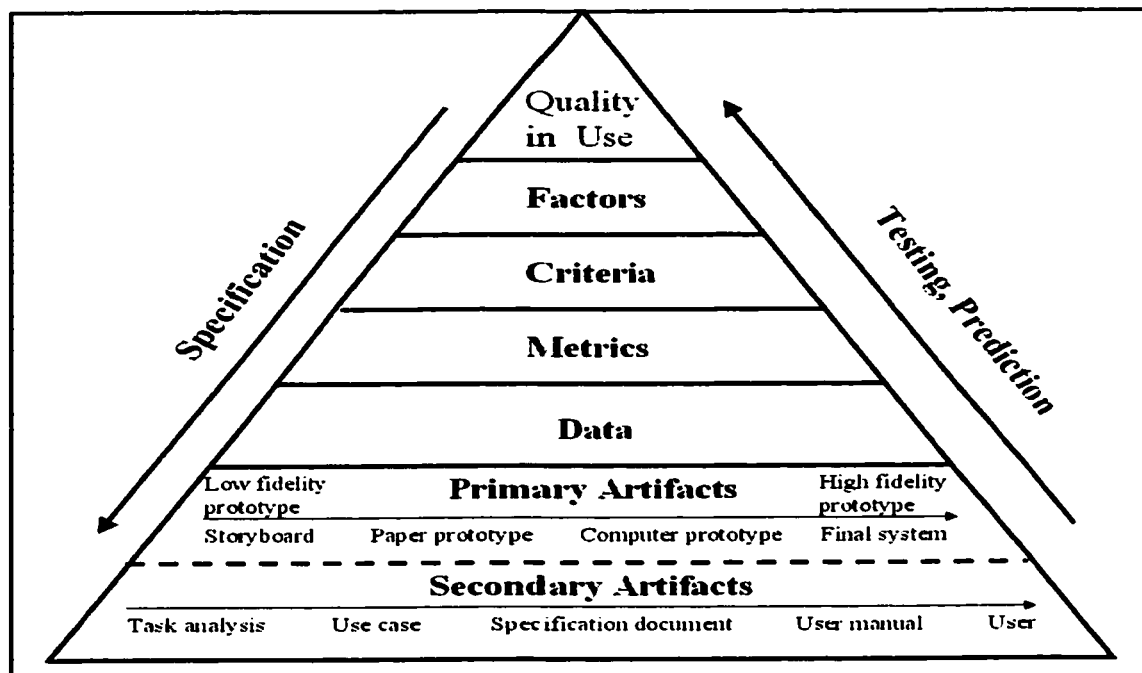 Quality
in Use
Factors
Specification
Testing, Prediction
Criteria
Metrics
Data
Low fidelity
prototype
Primary Artifacts
High fidelity
prototype
Storyboard Paper prototype Computer prototype Final system
Secondary Artifacts
Task analysis Use case Specification document User manual User